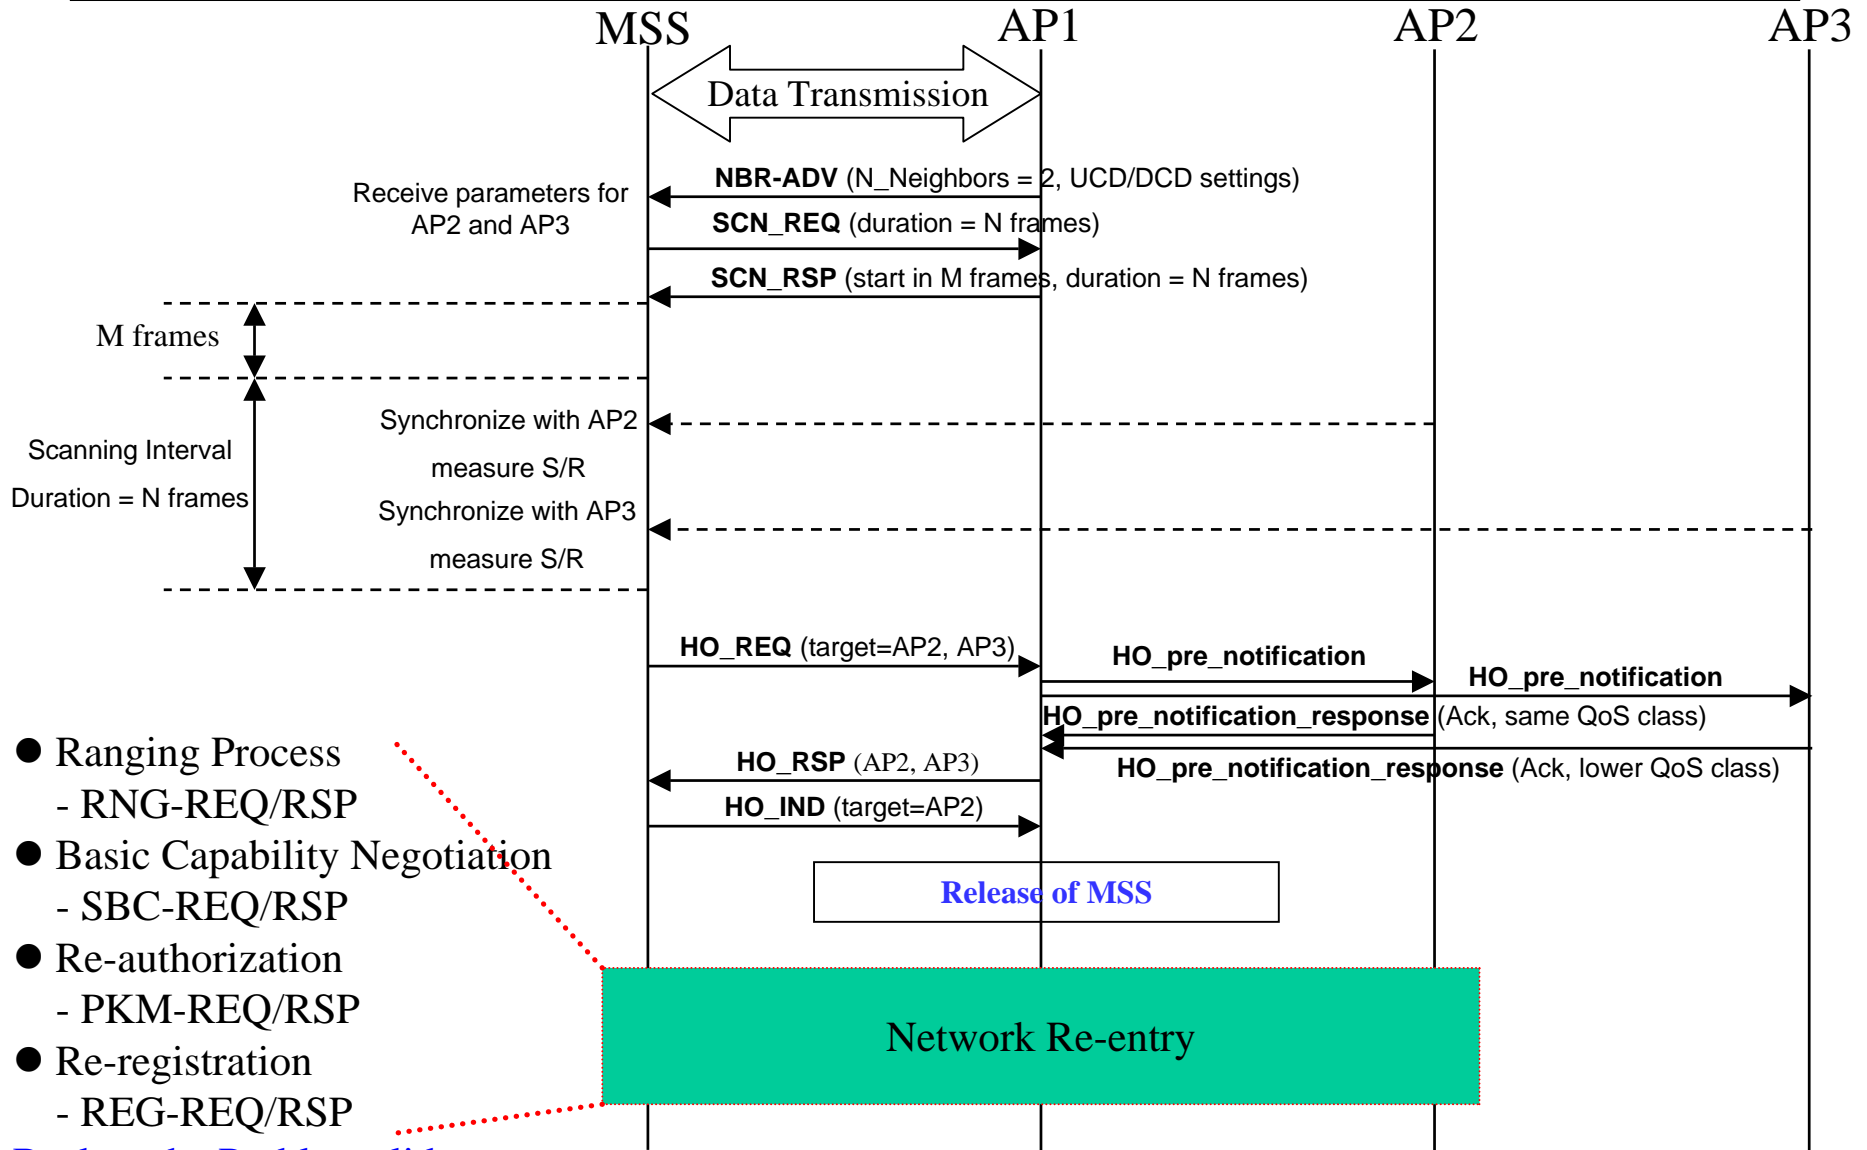 MSS
AP1
AP2
AP3
Data Transmission
NBR-ADV (N_Neighbors = 2, UCD/DCD settings)
Receive parameters for
AP2 and AP3
SCN_REQ (duration = N frames)
SCN_RSP (start in M frames, duration = N frames)
M frames
Synchronize with AP2
measure S/R
Scanning Interval
Duration = N frames
Synchronize with AP3
measure S/R
HO_REQ (target=AP2, AP3)
HO_pre_notification
HO_pre_notification
HO_pre_notification_response (Ack, same QoS class)
HO_RSP (AP2, AP3)
HO_pre_notification_response (Ack, lower QoS class)
HO_IND (target=AP2)
Release of MSS
● Ranging Process
- RNG-REQ/RSP
● Basic Capability Negotiation
- SBC-REQ/RSP
● Re-authorization
- PKM-REQ/RSP
● Re-registration
- REG-REQ/RSP
Network Re-entry